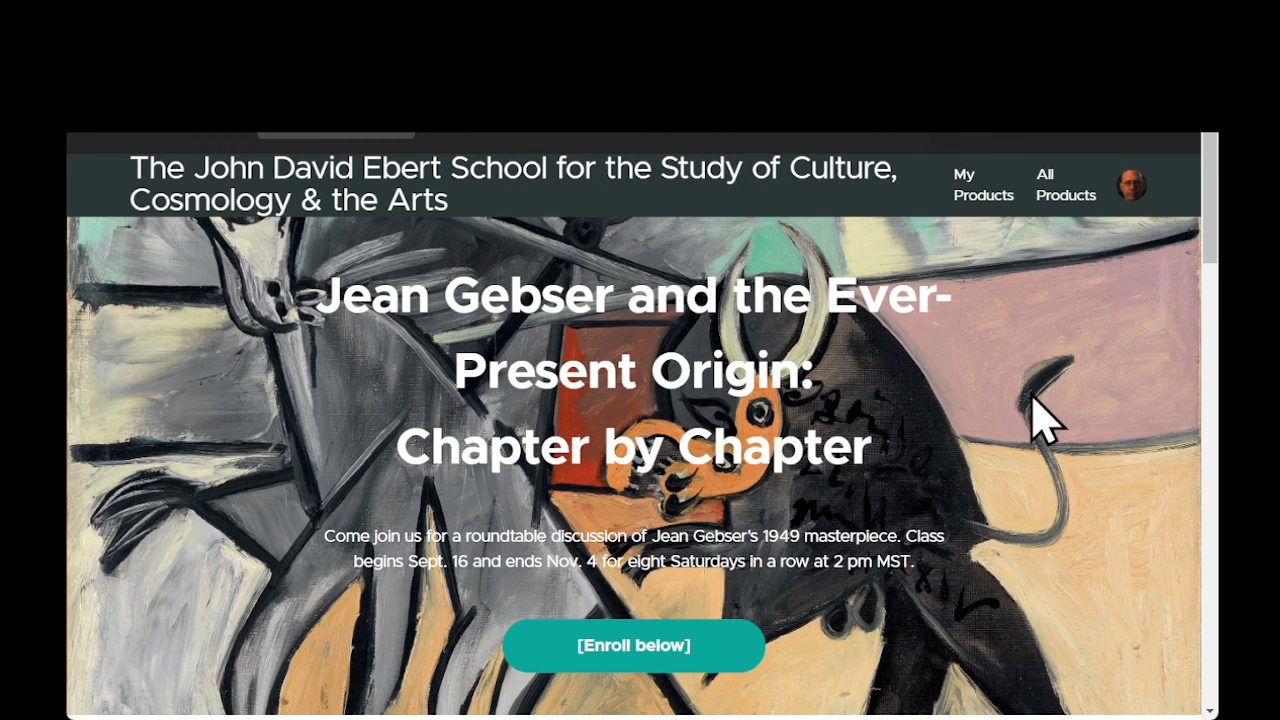 The John David Ebert School for the Study of Culture,
Cosmology & the Arts
My
Products
All
Products
Jean Gebser and the Ever-
Present Origin:
Chapter by Chapter
Come join us for a roundtable discussion of Jean Gebser's 1949 masterpiece. Class
begins Sept. 16 and ends Nov. 4 for eight Saturdays in a row at 2 pm MST.
[Enroll below]